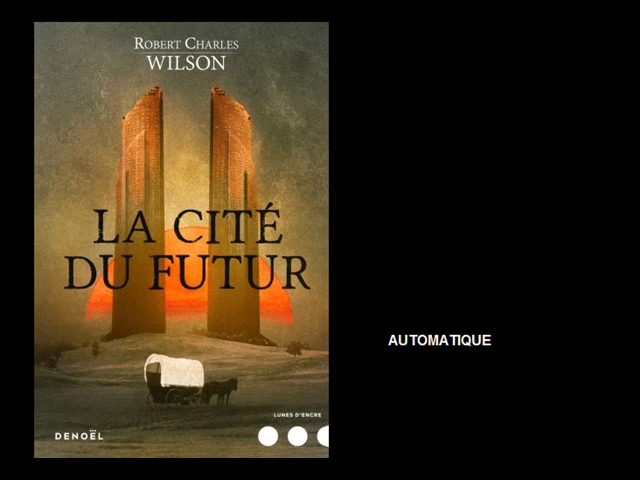 ROBERT CHARLES
WILSON
LA CITÉ
DU FUTUR
AUTOMATIQUE
LUNES D'ENCRE
DENOËL